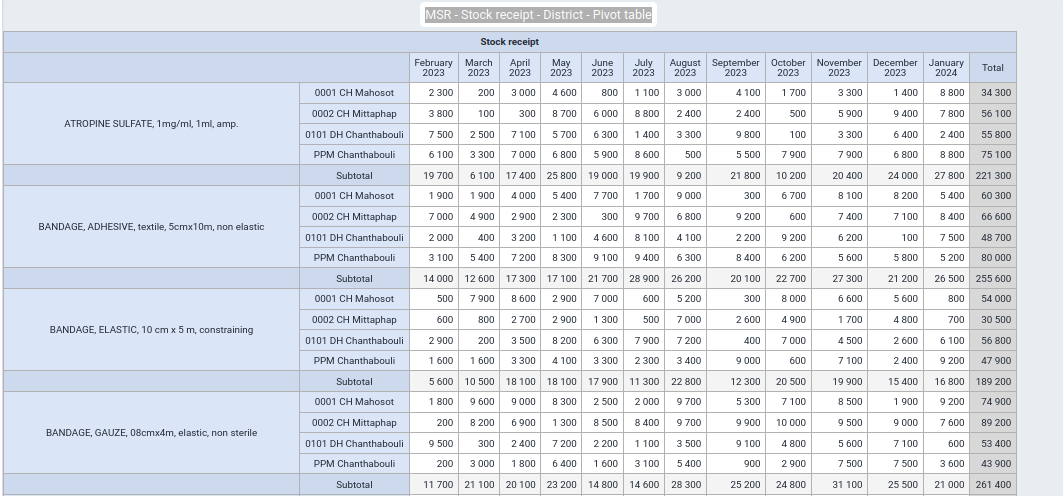 MSR - Stock receipt - District - Pivot table
Stock receipt
February 2023 March 2023 April 2023 May 2023 June 2023 July 2023 August 2023 September 2023 October 2023 November 2023 December 2023 January 2024 Total
ATROPINE SULFATE, 1mg/ml, 1ml, amp.
0001 CH Mahosot 2 300 200 3 000 4 600 800 1 100 3 000 4 100 1 700 3 300 1 400 8 800 34 300
0002 CH Mittaphap 3 800 100 300 8 700 6 000 8 800 2 400 2 400 500 5 900 9 400 7 800 56 100
0101 DH Chanthabouli 7 500 2 500 7 100 5 700 6 300 1 400 3 300 9 800 100 3 300 6 400 2 400 55 800
PPM Chanthabouli 6 100 3 300 7 000 6 800 5 900 8 600 500 5 500 7 900 7 900 6 800 8 800 75 100
Subtotal 19 700 6 100 17 400 25 800 19 000 19 900 9 200 21 800 10 200 20 400 24 000 27 800 221 300
BANDAGE, ADHESIVE, textile, 5cmx10m, non elastic
0001 CH Mahosot 1 900 1 900 4 000 5 400 7 700 1 700 9 000 300 6 700 8 100 8 200 5 400 60 300
0002 CH Mittaphap 7 000 4 900 2 900 2 300 300 9 700 6 800 9 200 600 7 400 7 100 8 400 66 600
0101 DH Chanthabouli 2 000 400 3 200 1 100 4 600 8 100 4 100 2 200 9 200 6 200 100 7 500 48 700
PPM Chanthabouli 3 100 5 400 7 200 8 300 9 100 9 400 6 300 8 400 6 200 5 600 5 800 5 200 80 000
Subtotal 14 000 12 600 17 300 17 100 21 700 28 900 26 200 20 100 22 700 27 300 21 200 26 500 255 600
BANDAGE, ELASTIC, 10 cm x 5 m, constraining
0001 CH Mahosot 500 7 900 8 600 2 900 7 000 600 5 200 300 8 000 6 600 5 600 800 54 000
0002 CH Mittaphap 600 800 2 700 2 900 1 300 500 7 000 2 600 4 900 1 700 4 800 700 30 500
0101 DH Chanthabouli 2 900 200 3 500 8 200 6 300 7 900 7 200 400 7 000 4 500 2 600 6 100 56 800
PPM Chanthabouli 1 600 1 600 3 300 4 100 3 300 2 300 3 400 9 000 600 7 100 2 400 9 200 47 900
Subtotal 5 600 10 500 18 100 18 100 17 900 11 300 22 800 12 300 20 500 19 900 15 400 16 800 189 200
BANDAGE, GAUZE, 08cmx4m, elastic, non sterile
0001 CH Mahosot 1 800 9 600 9 000 8 300 2 500 2 000 9 700 5 300 7 100 8 500 1 900 9 200 74 900
0002 CH Mittaphap 200 8 200 6 900 1 300 8 500 8 400 9 700 9 900 10 000 9 500 9 000 7 600 89 200
0101 DH Chanthabouli 9 500 300 2 400 7 200 2 200 1 100 3 500 9 100 4 800 5 600 7 100 600 53 400
PPM Chanthabouli 200 3 000 1 800 6 400 1 600 3 100 5 400 900 2 900 7 500 7 500 3 600 43 900
Subtotal 11 700 21 100 20 100 23 200 14 800 14 600 28 300 25 200 24 800 31 100 25 500 21 000 261 400